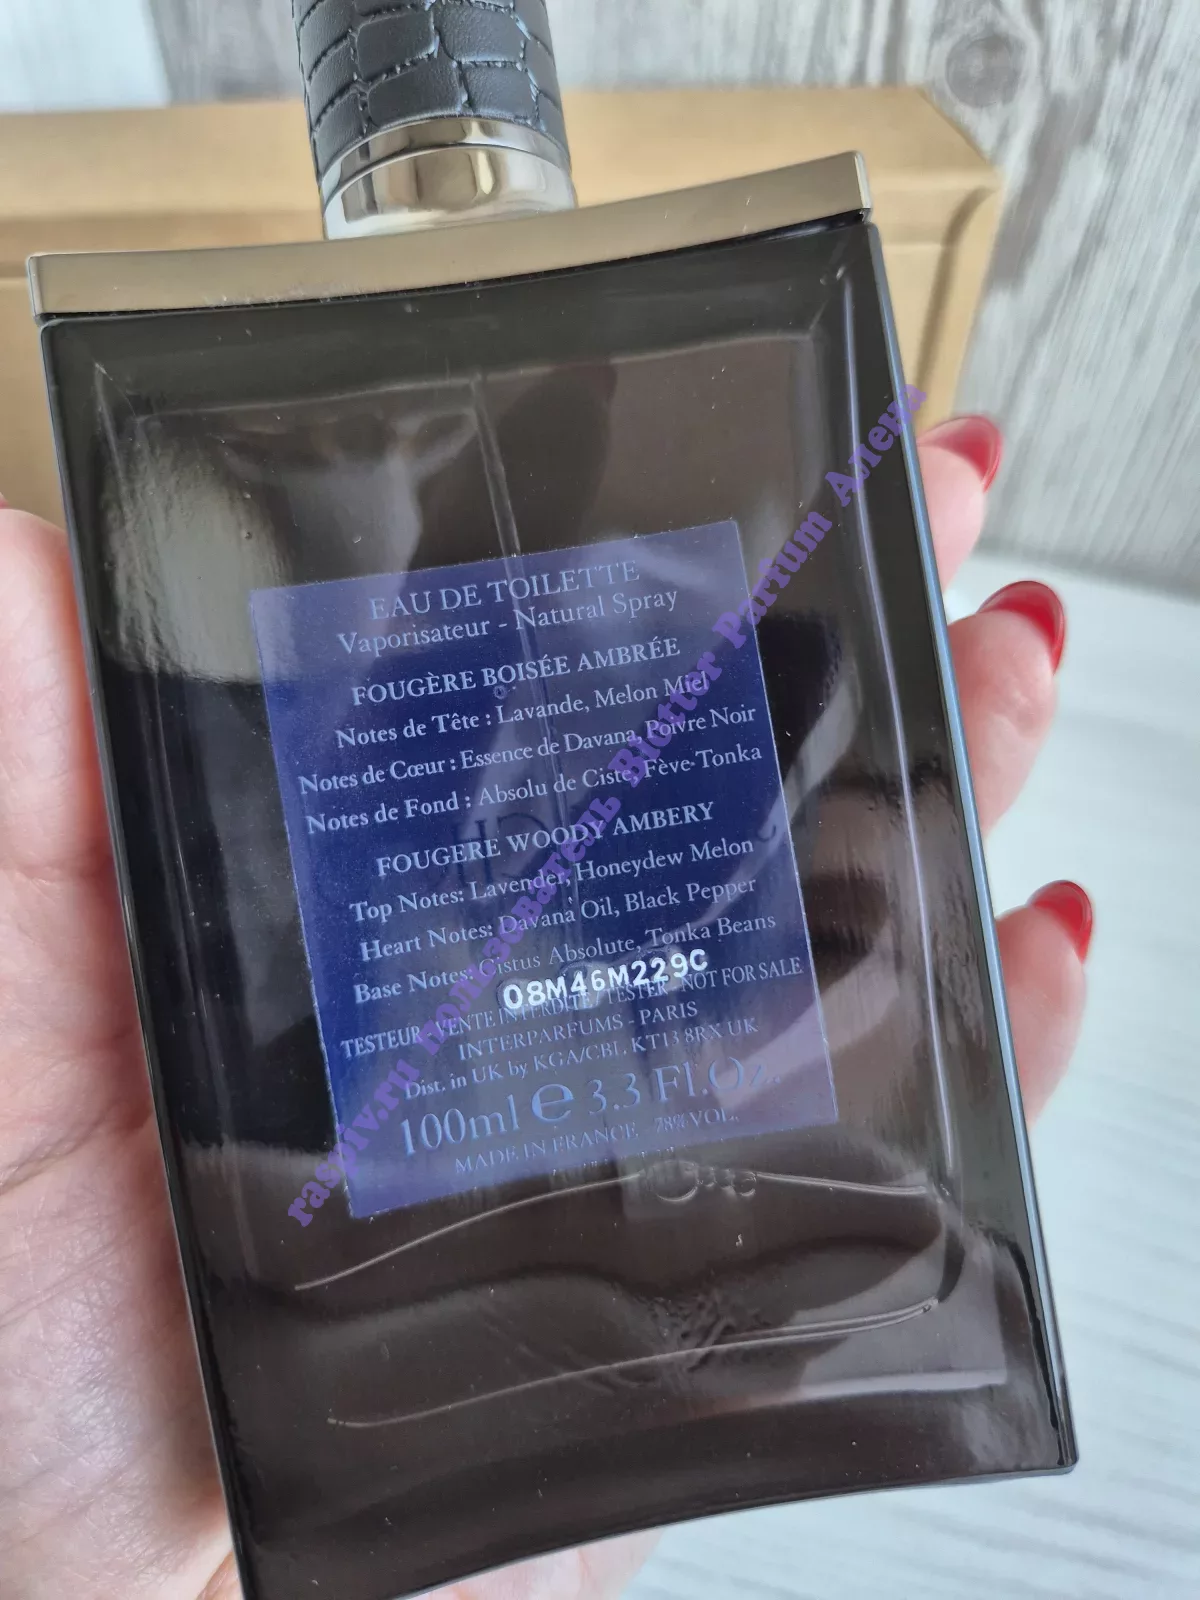 EAU DE TOILETTE
Vaporisateur - Natural Spray
FOUGÈRE BOISÉE AMBRÉE
Notes de Tête : Lavande, Melon Miel
Notes de Cœur : Essence de Davana, Poivre Noir
Notes de Fond : Absolu de Ciste, Fève-Tonka
FOUGERE WOODY AMBERY
Top Notes: Lavender, Honeydew Melon
Heart Notes: Davana Oil, Black Pepper
Base Notes: Cistus Absolute, Tonka Beans
08M46M229C
TESTEUR - VENTE INTERDITE / TESTER - NOT FOR SALE
INTERPARFUMS - PARIS
Dist. in UK by KGA/CBL KT13 8RX UK
100ml e 3.3 Fl.Oz.
MADE IN FRANCE - 78% VOL.
raspiv.ru пользователь Blotter Parfum Алеша